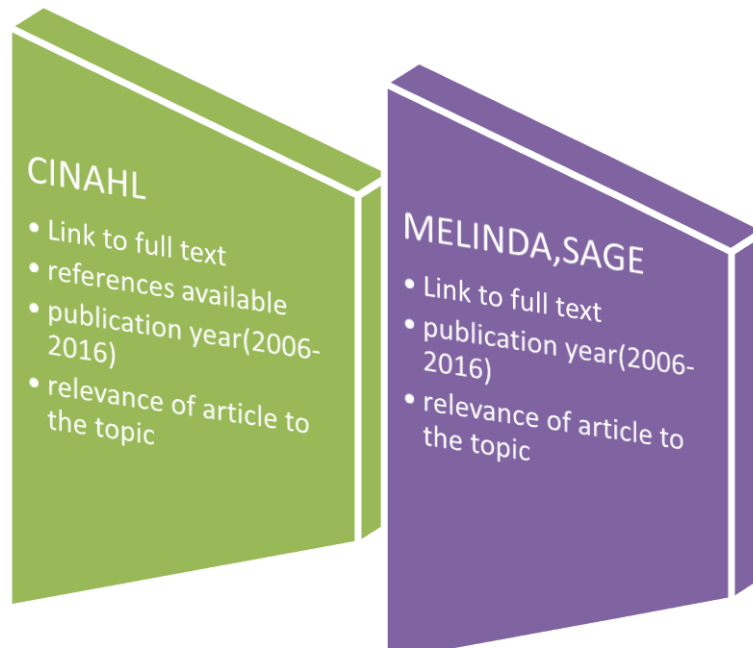 CINAHL
• Link to full text
• references available
• publication year(2006-
2016)
• relevance of article to
the topic
MELINDA,SAGE
• Link to full text
• publication year(2006-
2016)
• relevance of article to
the topic